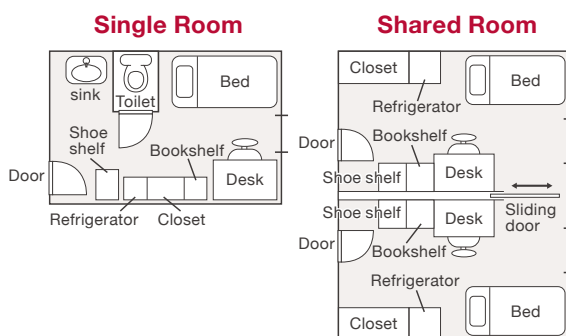 Single Room
sink
Toilet
Bed
Shoe
shelf
Bookshelf
Door
Desk
Refrigerator
Closet
Shared Room
Closet
Bed
Refrigerator
Door
Bookshelf
Shoe shelf
Desk
Shoe shelf
Desk
Sliding
door
Door
Bookshelf
Refrigerator
Closet
Bed